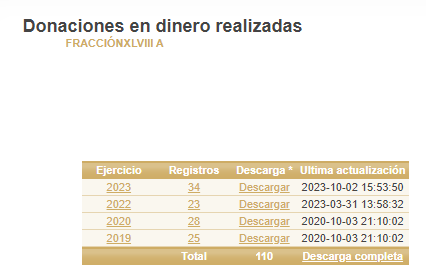 Donaciones en dinero realizadas
FRACCIÓNXLVIII A
Ejercicio Registros Descarga * Ultima actualización
2023 34 Descargar 2023-10-02 15:53:50
2022 23 Descargar 2023-03-31 13:58:32
2020 28 Descargar 2020-10-03 21:10:02
2019 25 Descargar 2020-10-03 21:10:02
Total 110 Descarga completa